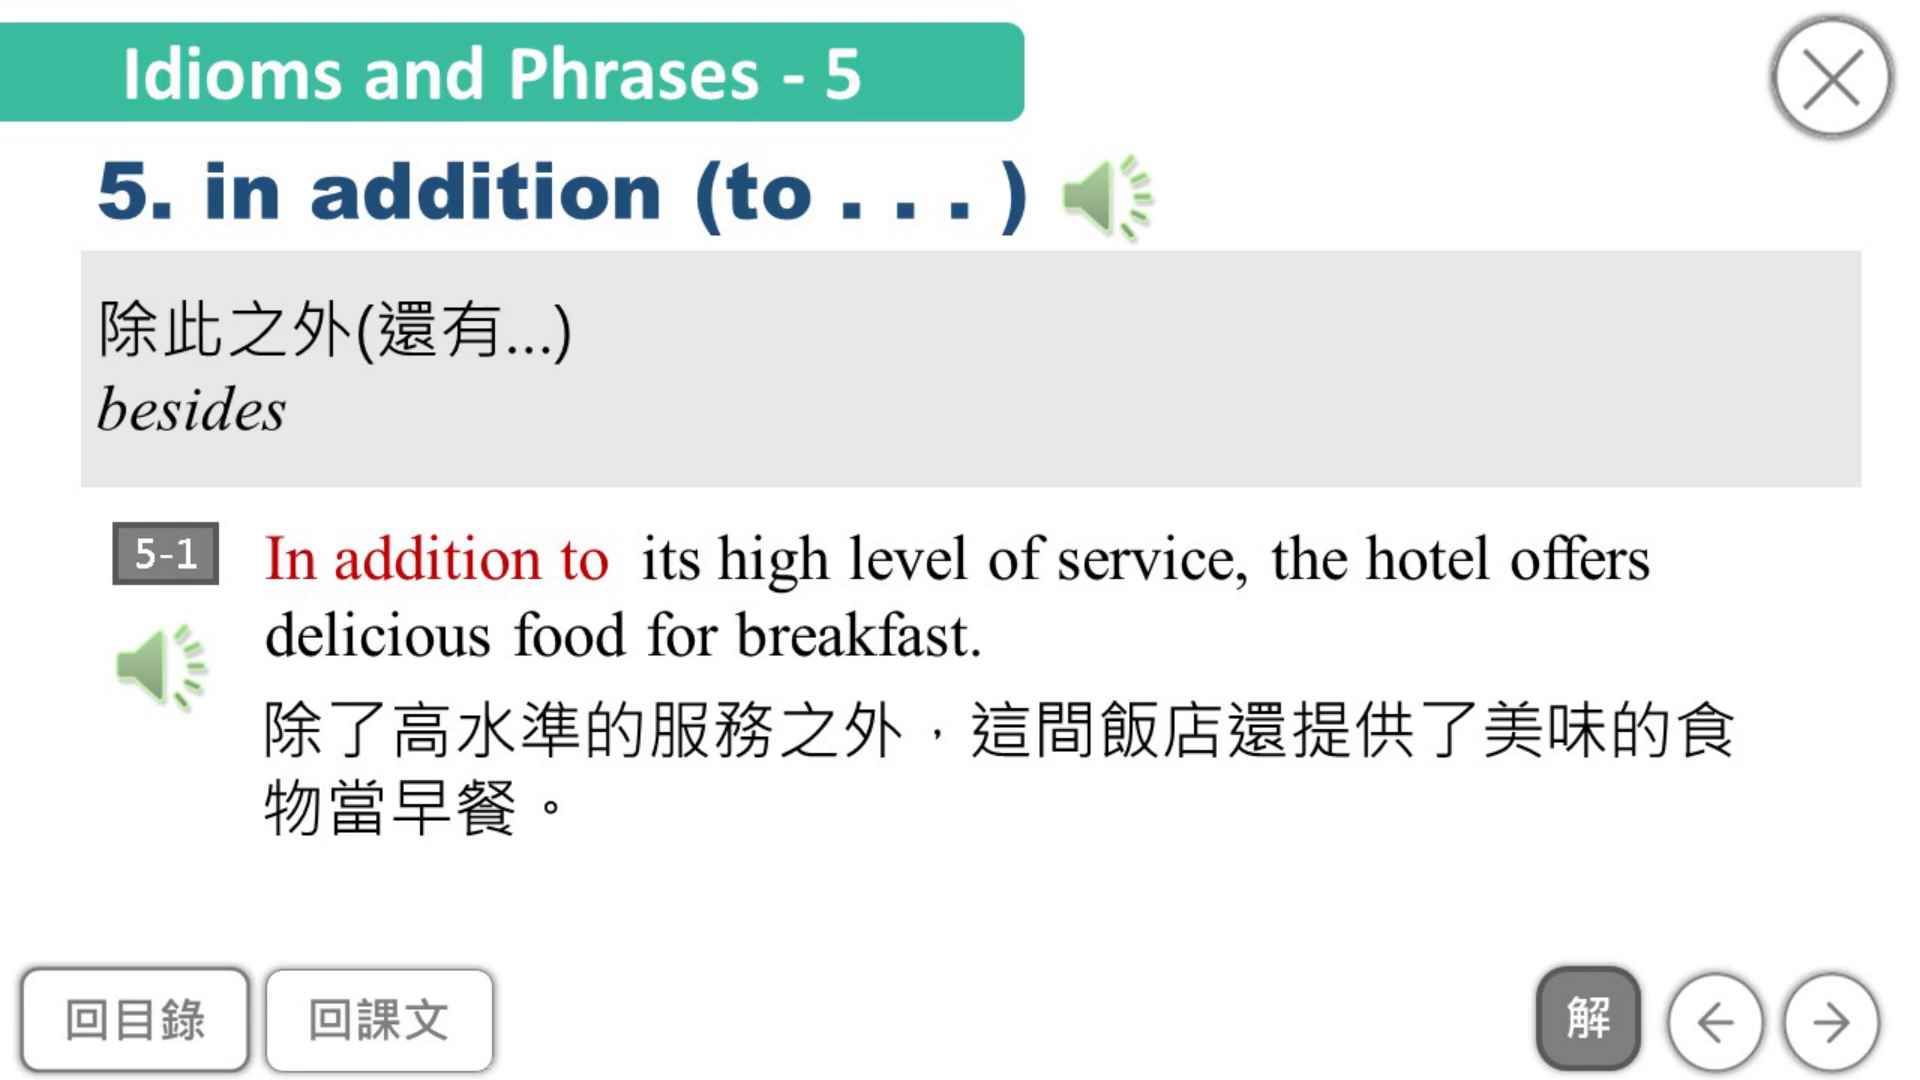 Idioms and Phrases - 5
5. in addition (to . . . )
除此之外(還有...)
besides
5-1 In addition to its high level of service, the hotel offers
delicious food for breakfast.
除了高水準的服務之外，這間飯店還提供了美味的食
物當早餐。
回目錄 回課文 解